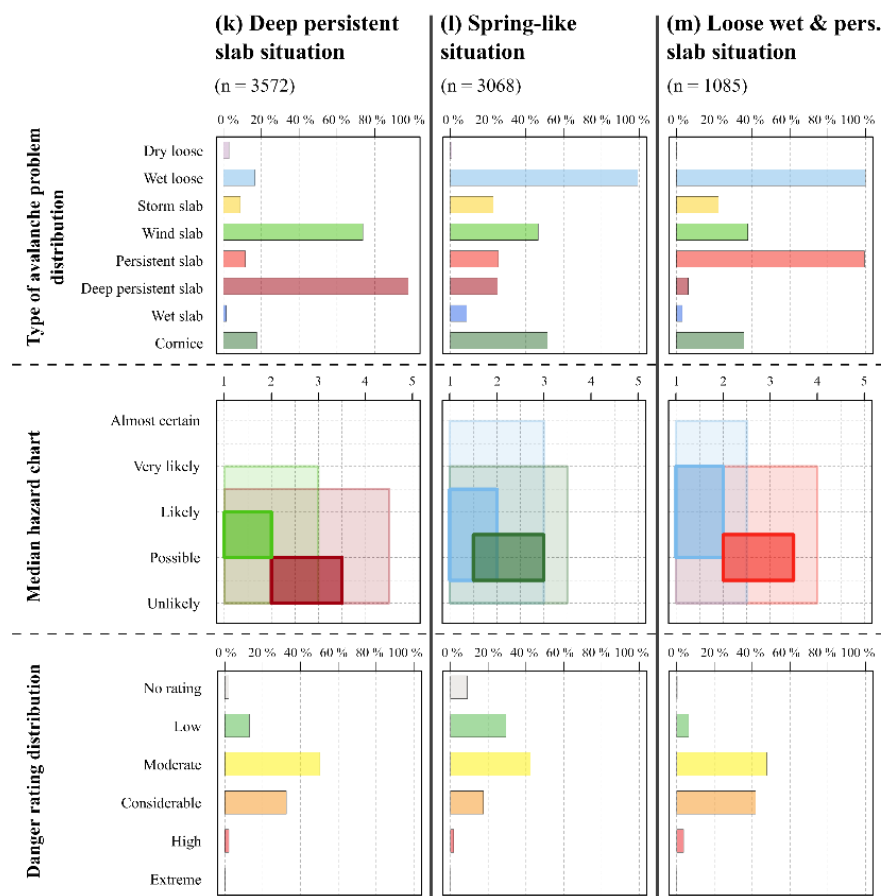 (k) Deep persistent
slab situation
(n = 3572)
(l) Spring-like
situation
(n = 3068)
(m) Loose wet & pers.
slab situation
(n = 1085)
0 % 20 % 40 % 60 % 80 % 100 %
0 % 20 % 40 % 60 % 80 % 100 %
0 % 20 % 40 % 60 % 80 % 100 %
Type of avalanche problem
distribution
Dry loose
Wet loose
Storm slab
Wind slab
Persistent slab
Deep persistent slab
Wet slab
Cornice
1 2 3 4 5
1 2 3 4 5
1 2 3 4 5
Median hazard chart
Almost certain
Very likely
Likely
Possible
Unlikely
0 % 20 % 40 % 60 % 80 % 100 %
0 % 20 % 40 % 60 % 80 % 100 %
0 % 20 % 40 % 60 % 80 % 100 %
Danger rating distribution
No rating
Low
Moderate
Considerable
High
Extreme